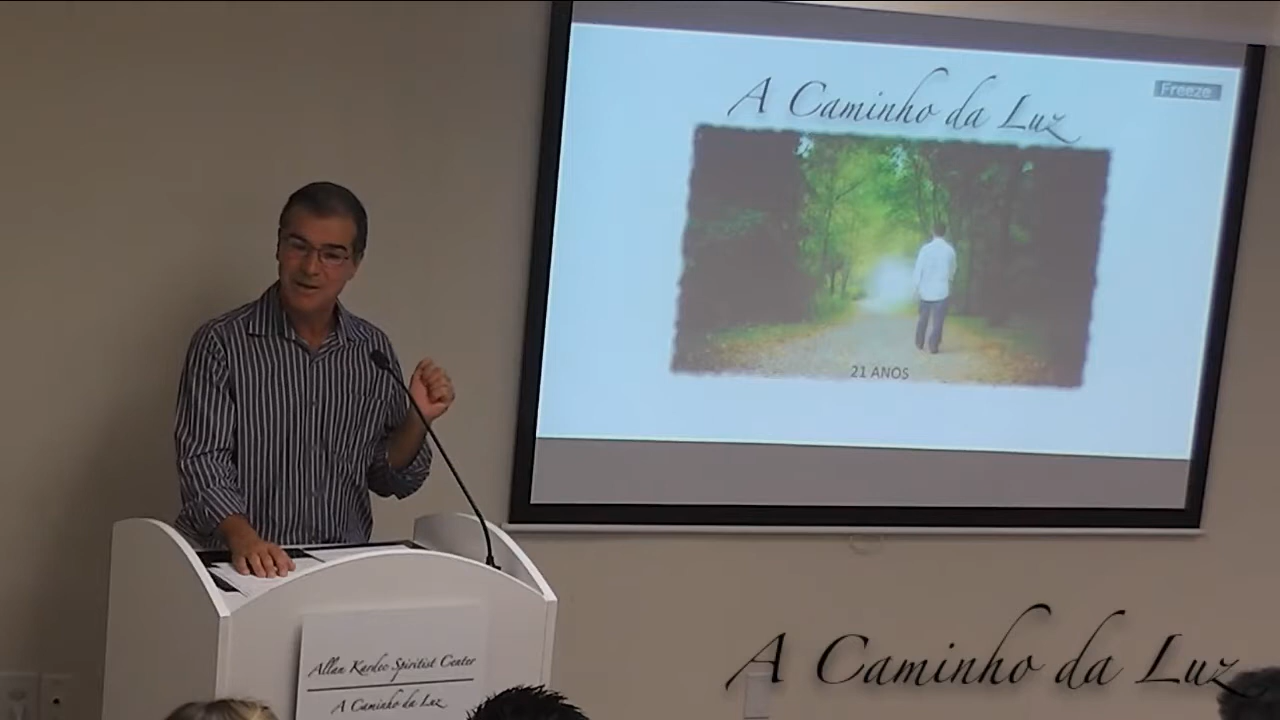 A Caminho da Luz
Freeze
21 ANOS
Allan Kardec Spiritist Center
A Caminho da Luz
A Caminho da Luz